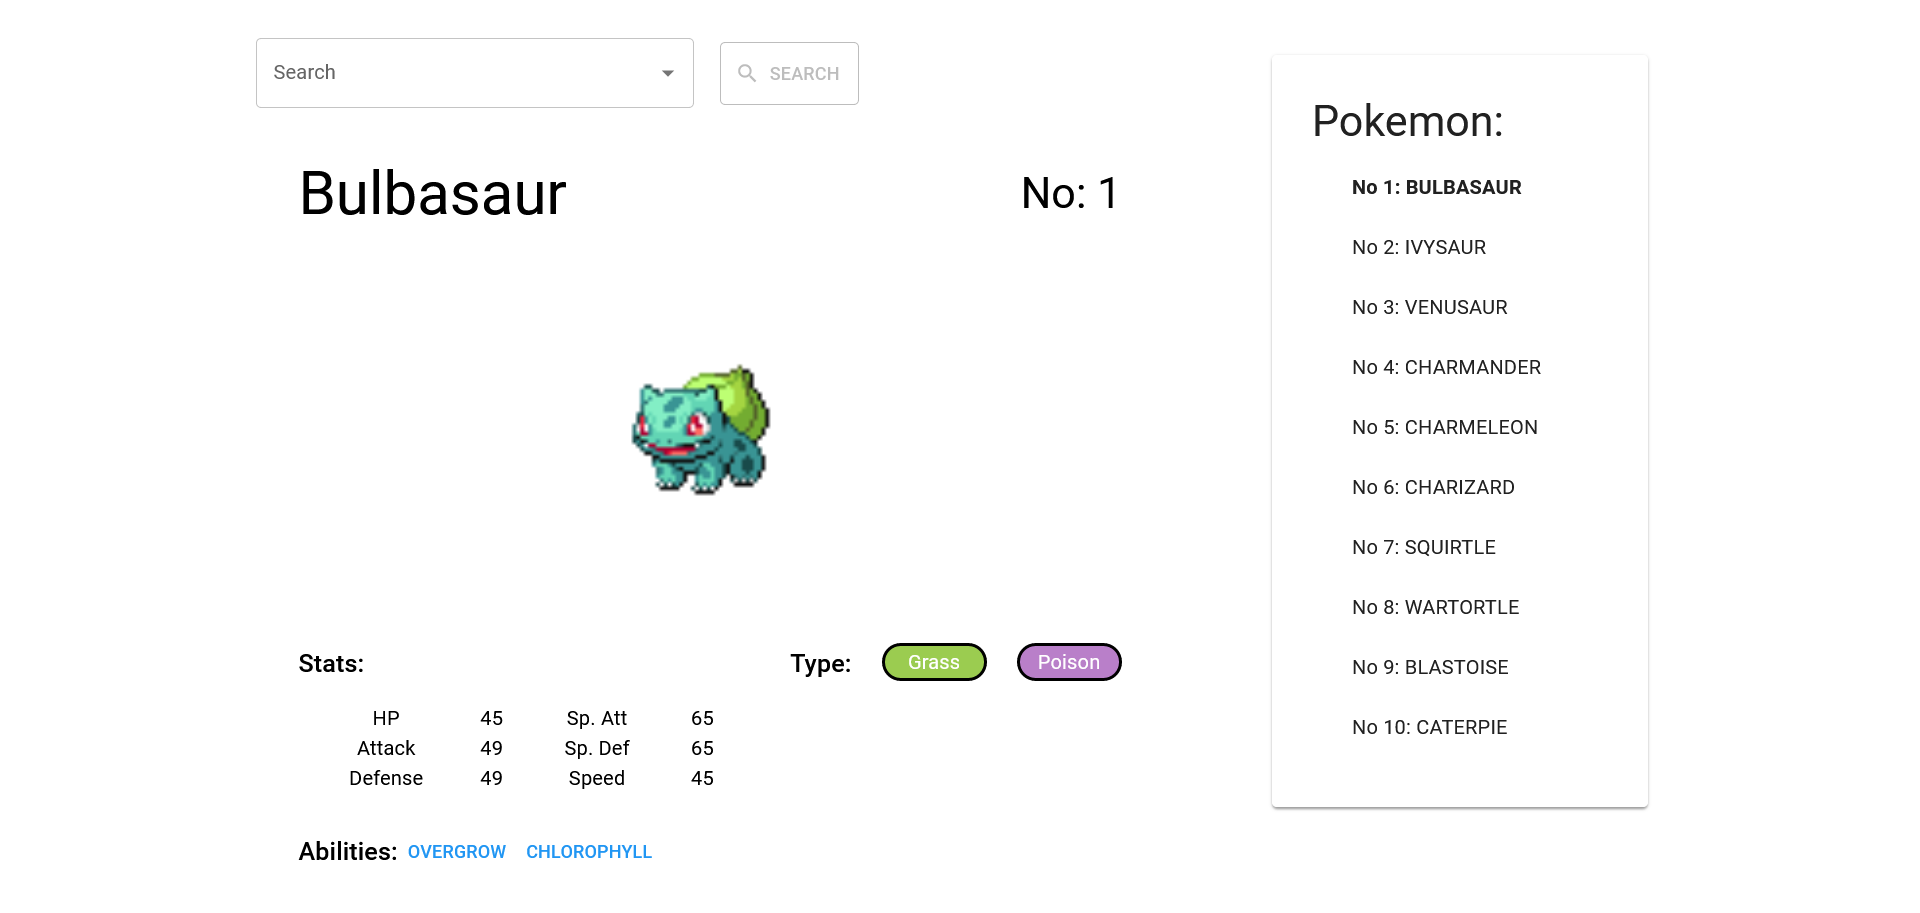 Search
SEARCH
Bulbasaur
No: 1
Stats:
HP 45 Sp. Att 65
Attack 49 Sp. Def 65
Defense 49 Speed 45
Type: Grass Poison
Abilities: OVERGROW CHLOROPHYLL
Pokemon:
No 1: BULBASAUR
No 2: IVYSAUR
No 3: VENUSAUR
No 4: CHARMANDER
No 5: CHARMELEON
No 6: CHARIZARD
No 7: SQUIRTLE
No 8: WARTORTLE
No 9: BLASTOISE
No 10: CATERPIE